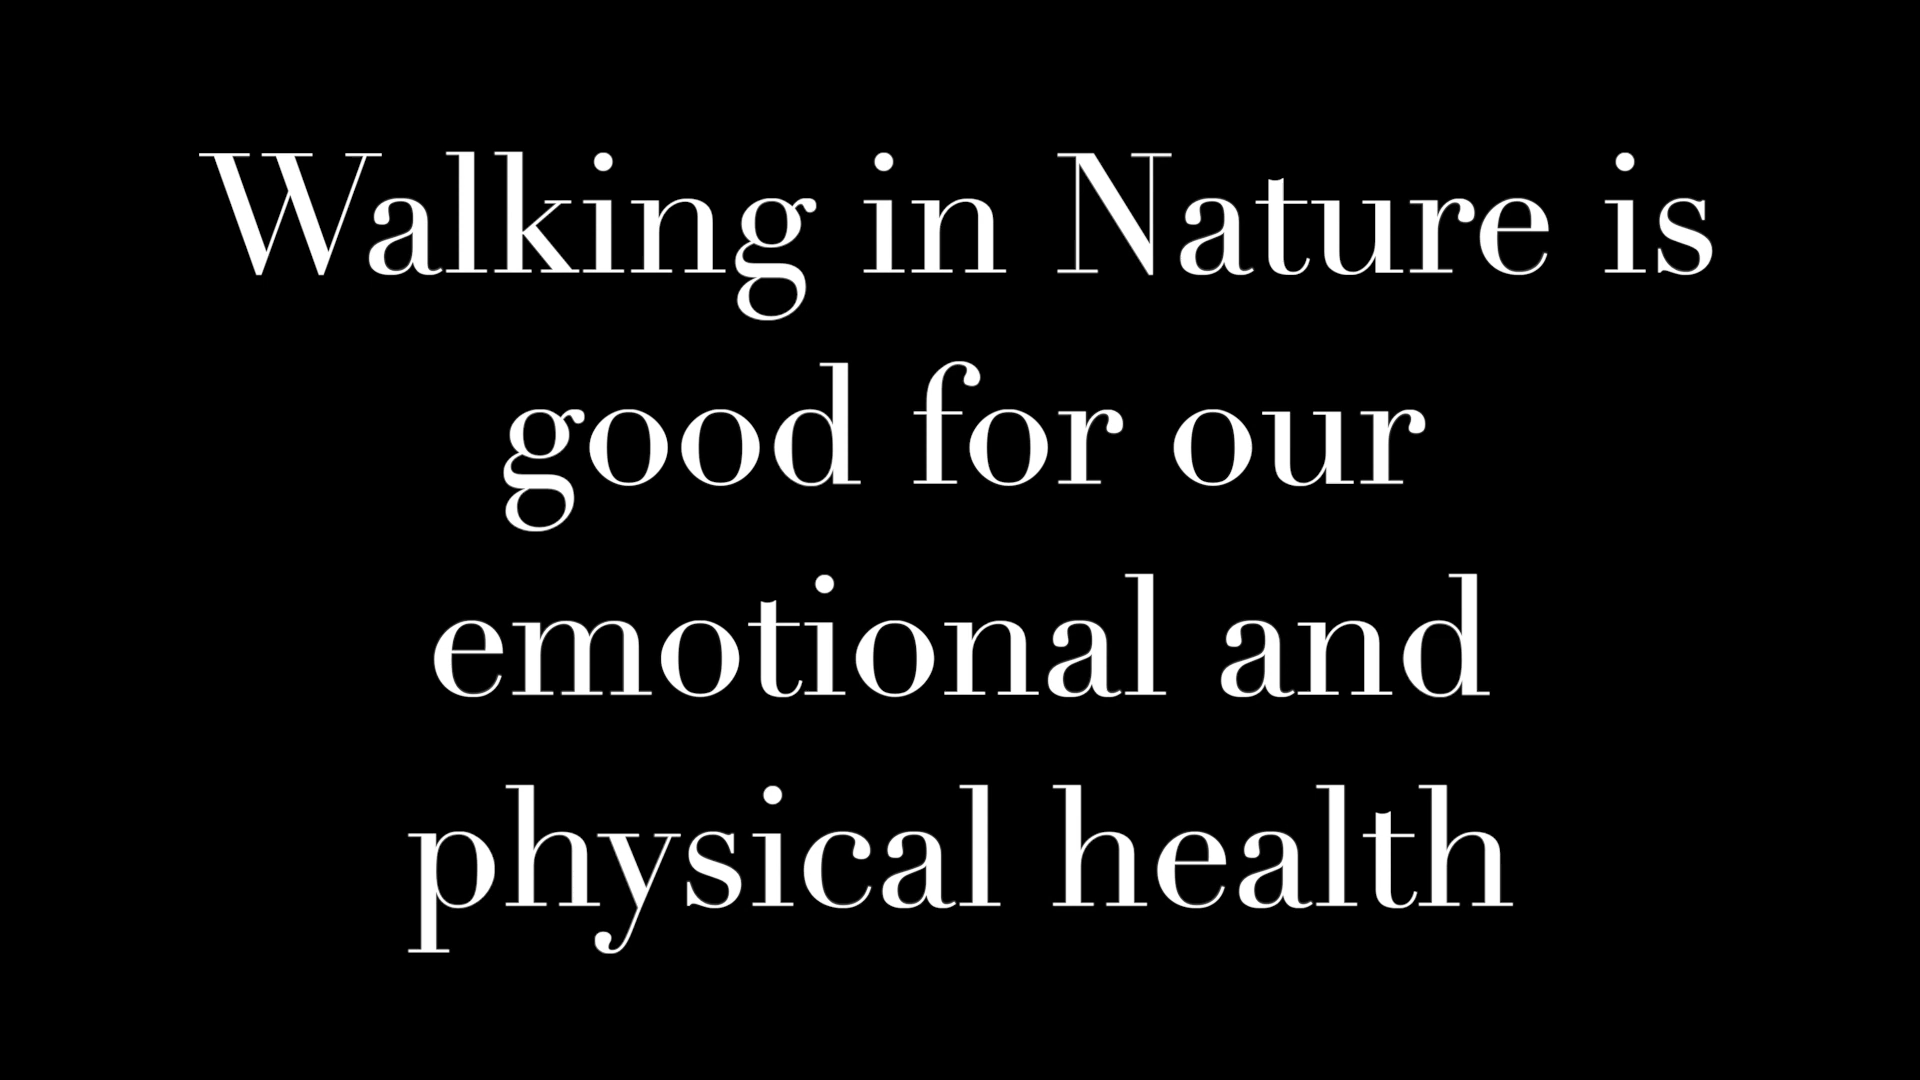 Walking in Nature is
good for our
emotional and
physical health